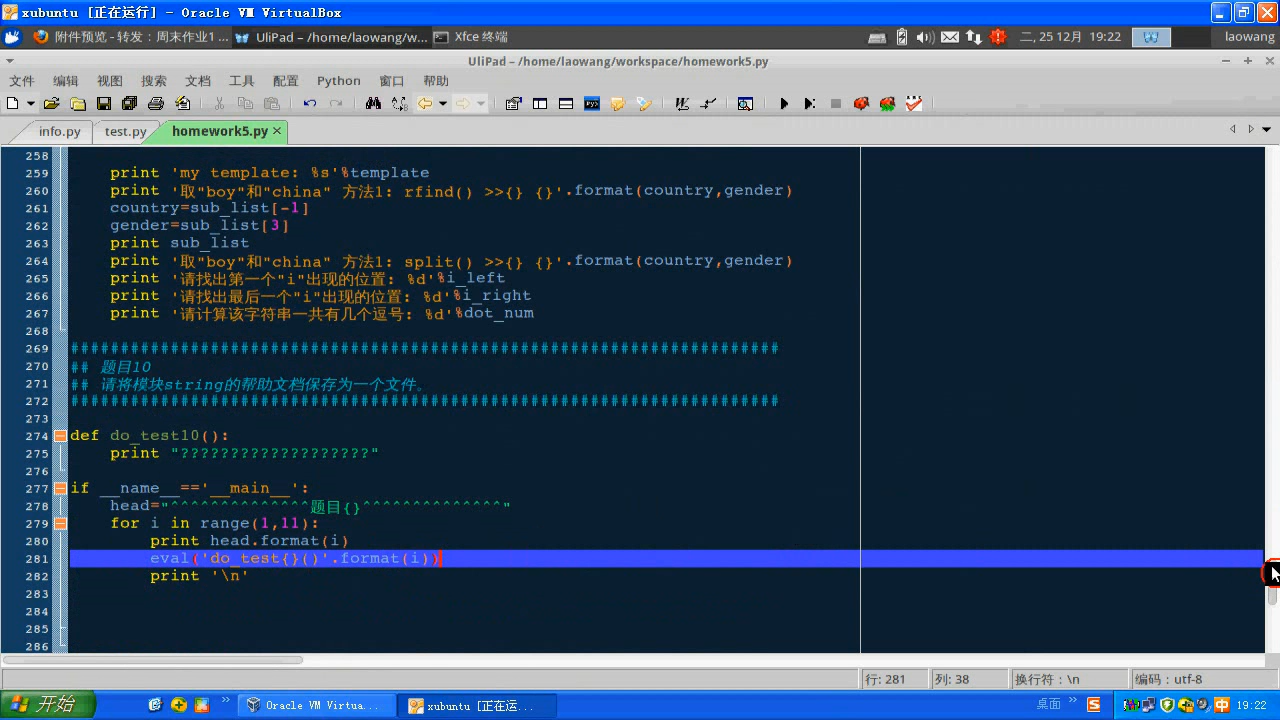 xubuntu [正在运行] - Oracle VM VirtualBox
附件预览 - 转发：周末作业1 ... UliPad – /home/laowang/w... Xfce 终端 二, 25 12月 19:22 laowang
UliPad – /home/laowang/workspace/homework5.py
文件 编辑 视图 搜索 文档 工具 配置 Python 窗口 帮助
info.py test.py homework5.py
258
259 print 'my template: %s'%template
260 print '取"boy"和"china" 方法1: rfind() >>{} {}'.format(country,gender)
261 country=sub_list[-1]
262 gender=sub_list[3]
263 print sub_list
264 print '取"boy"和"china" 方法1: split() >>{} {}'.format(country,gender)
265 print '请找出第一个"i"出现的位置: %d'%i_left
266 print '请找出最后一个"i"出现的位置: %d'%i_right
267 print '请计算该字符串一共有几个逗号: %d'%dot_num
268
269 #######################################################################
270 ## 题目10
271 ## 请将模块string的帮助文档保存为一个文件。
272 #######################################################################
273
274 def do_test10():
275 print "???????????????????"
276
277 if __name__=='__main__':
278 head="^^^^^^^^^^^^^^题目{}^^^^^^^^^^^^^^"
279 for i in range(1,11):
280 print head.format(i)
281 eval('do_test{}()'.format(i))
282 print '\n'
283
284
285
286
行: 281 列: 38 换行符: \n 编码: utf-8
开始 Oracle VM Virtua... xubuntu [正在运... 桌面 中 19:22